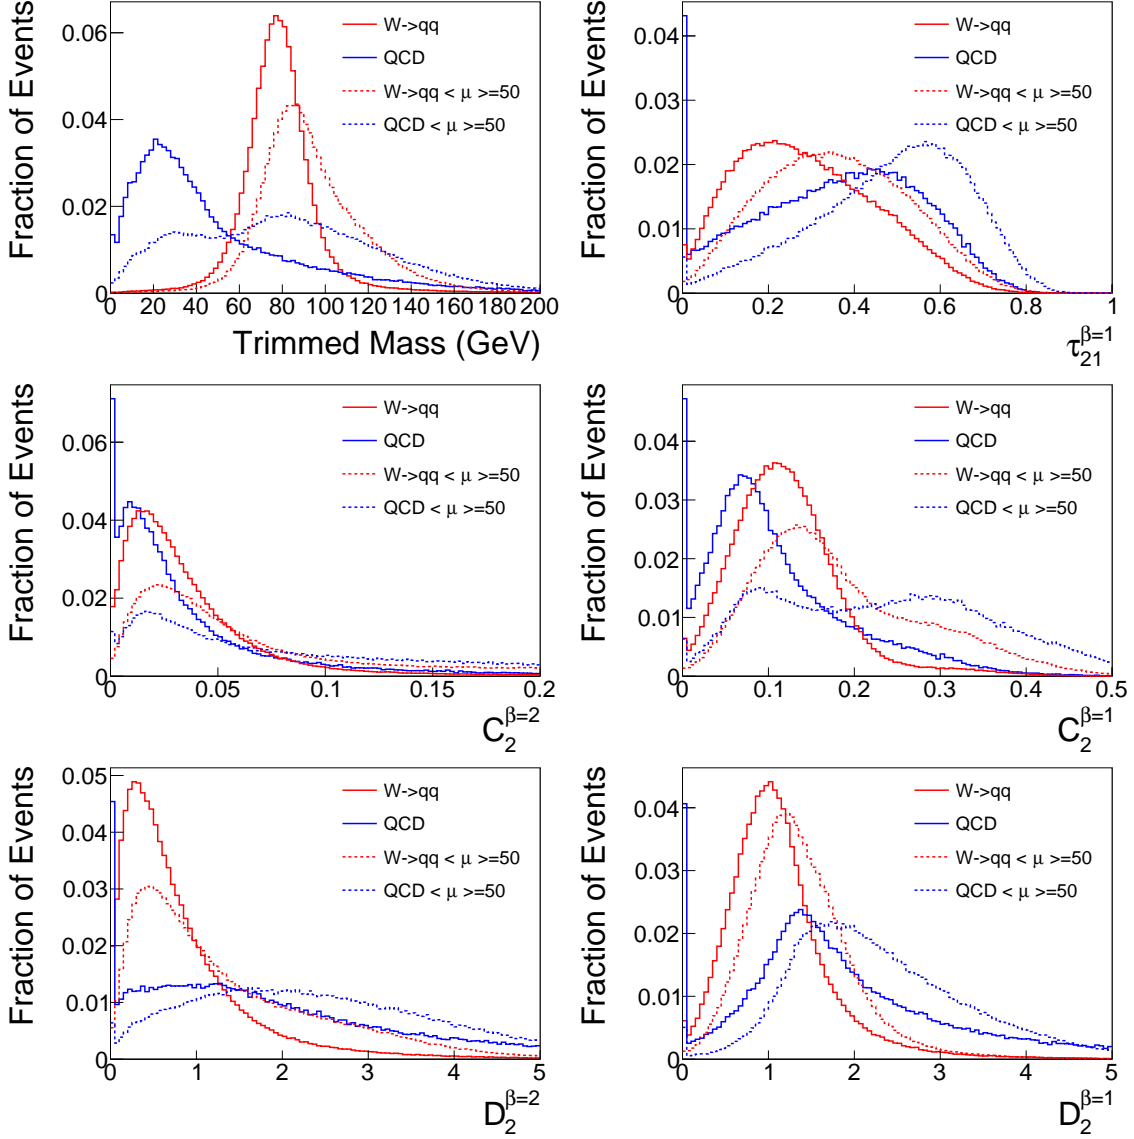 Fraction of Events
0.06
0.04
0.02
0
W->qq
QCD
W->qq < μ >=50
QCD < μ >=50
0 20 40 60 80 100 120 140 160 180 200
Trimmed Mass (GeV)
Fraction of Events
0.04
0.03
0.02
0.01
0
W->qq
QCD
W->qq < μ >=50
QCD < μ >=50
0 0.2 0.4 0.6 0.8 1
τ₂₁^β=1
Fraction of Events
0.06
0.04
0.02
0
W->qq
QCD
W->qq < μ >=50
QCD < μ >=50
0 0.05 0.1 0.15 0.2
C₂^β=2
Fraction of Events
0.04
0.03
0.02
0.01
0
W->qq
QCD
W->qq < μ >=50
QCD < μ >=50
0 0.1 0.2 0.3 0.4 0.5
C₂^β=1
Fraction of Events
0.05
0.04
0.03
0.02
0.01
0
W->qq
QCD
W->qq < μ >=50
QCD < μ >=50
0 1 2 3 4 5
D₂^β=2
Fraction of Events
0.04
0.03
0.02
0.01
0
W->qq
QCD
W->qq < μ >=50
QCD < μ >=50
0 1 2 3 4 5
D₂^β=1